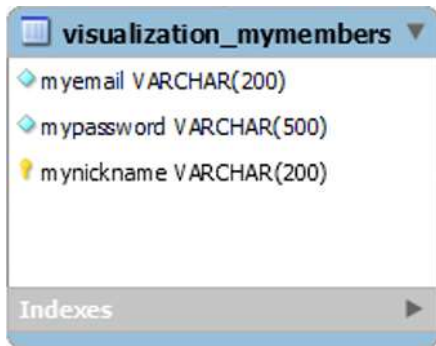 visualization_mymembers
myemail VARCHAR(200)
mypassword VARCHAR(500)
mynickname VARCHAR(200)
Indexes